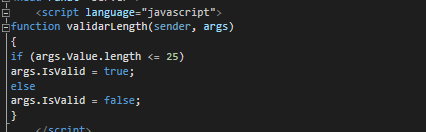 <script language="javascript">
function validarLength(sender, args)
{
if (args.Value.length <= 25)
args.IsValid = true;
else
args.IsValid = false;
}
</script>